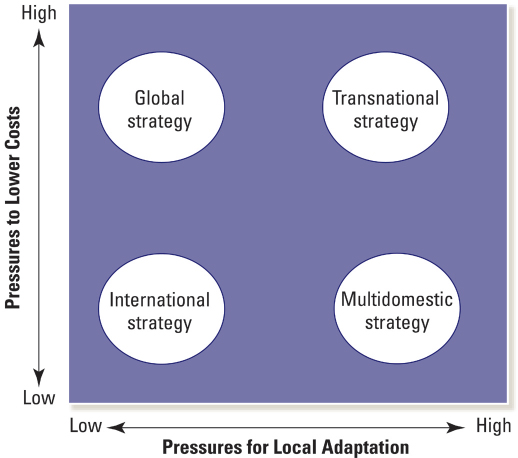 High
Global
strategy
Transnational
strategy
Pressures to Lower Costs
International
strategy
Multidomestic
strategy
Low
Low
High
Pressures for Local Adaptation